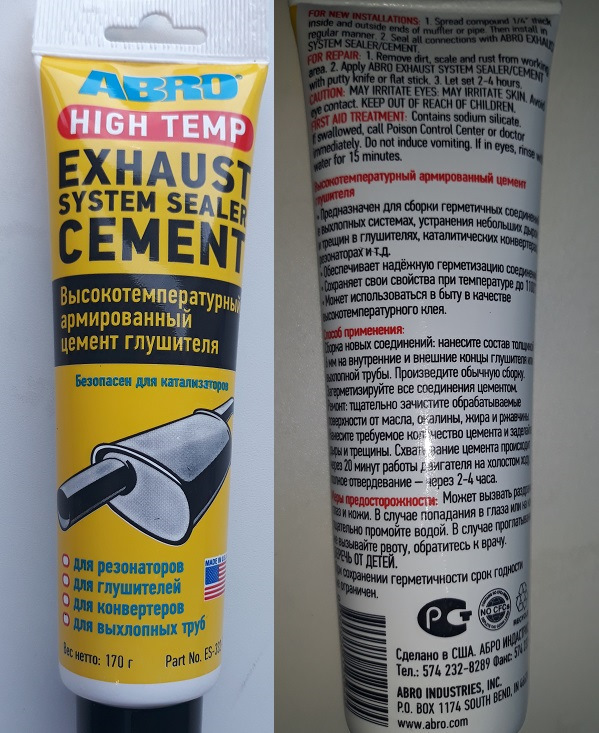 ABRO
HIGH TEMP
EXHAUST
SYSTEM SEALER
CEMENT
Высокотемпературный
армированный
цемент глушителя
Безопасен для катализаторов
MADE IN
для резонаторов
для глушителей
для конвертеров
для выхлопных труб
Вес нетто: 170 г
Part No.
FOR NEW INSTALLATIONS: 1. Spread compound 1/4" thick
inside and outside ends of muffler or pipe. Then install in
regular manner. 2. Seal all connections with ABRO EXHAUST
SYSTEM SEALER/CEMENT.
FOR REPAIR: 1. Remove dirt, scale and rust from working
area. 2. Apply ABRO EXHAUST SYSTEM SEALER/CEMENT
with putty knife or flat stick. 3. Let set 2-4 hours.
CAUTION: MAY IRRITATE EYES: MAY IRRITATE SKIN. Avoid
eye contact. KEEP OUT OF REACH OF CHILDREN.
FIRST AID TREATMENT: Contains sodium silicate.
If swallowed, call Poison Control Center or doctor
immediately. Do not induce vomiting. If in eyes, rinse with
water for 15 minutes.
Высокотемпературный армированный цемент
глушителя
• Предназначен для сборки герметичных соединений
в выхлопных системах, устранения небольших дыр
и трещин в глушителях, каталитических конвертерах,
резонаторах и т.д.
• Обеспечивает надёжную герметизацию соединений
• Сохраняет свои свойства при температуре до
• Может использоваться в быту в качестве
высокотемпературного клея.
Способ применения:
Сборка новых соединений: нанесите состав толщиной
мм на внутренние и внешние концы глушителя или
выхлопной трубы. Произведите обычную сборку.
Загерметизируйте все соединения цементом.
Ремонт: тщательно зачистите обрабатываемые
поверхности от масла, окалины, жира и ржавчины.
Нанесите требуемое количество цемента и заделайте
дыры и трещины. Схватывание цемента происходит
через 20 минут работы двигателя на холостом ходу,
полное отвердевание – через 2-4 часа.
Меры предосторожности: Может вызвать раздражение
глаз и кожи. В случае попадания в глаза или на
тщательно промойте водой. В случае проглатывания
не вызывайте рвоту, обратитесь к врачу.
БЕРЕЧЬ ОТ ДЕТЕЙ.
При сохранении герметичности срок годности
не ограничен.
РС
NO CFCs
Сделано в США. АБРО ИНДАСТРИС
Тел.: 574 232-8289 Факс: 574
ABRO INDUSTRIES, INC.
P.O. BOX 1174 SOUTH BEND, IN
www.abro.com